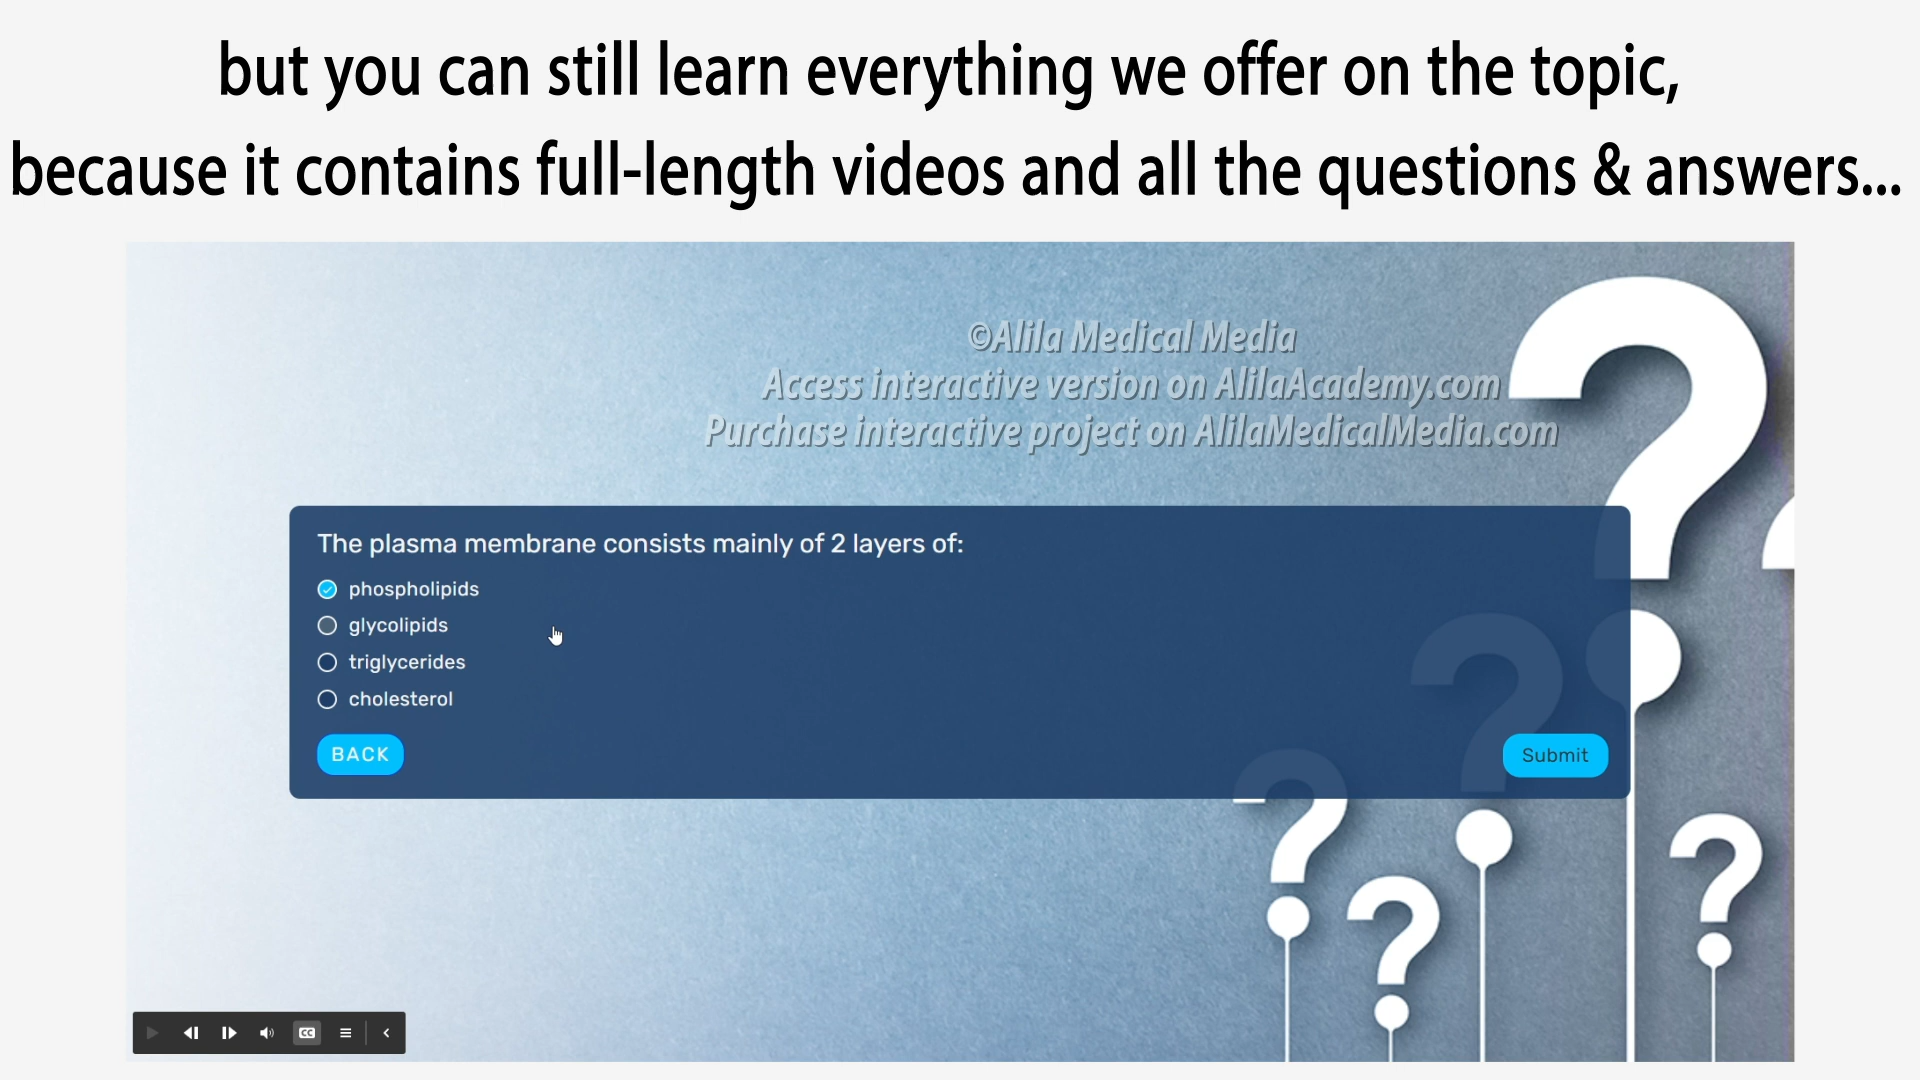 but you can still learn everything we offer on the topic,
because it contains full-length videos and all the questions & answers...
©Alila Medical Media
Access interactive version on AlilaAcademy.com
Purchase interactive project on AlilaMedicalMedia.com
The plasma membrane consists mainly of 2 layers of:
phospholipids
glycolipids
triglycerides
cholesterol
BACK
Submit
CC